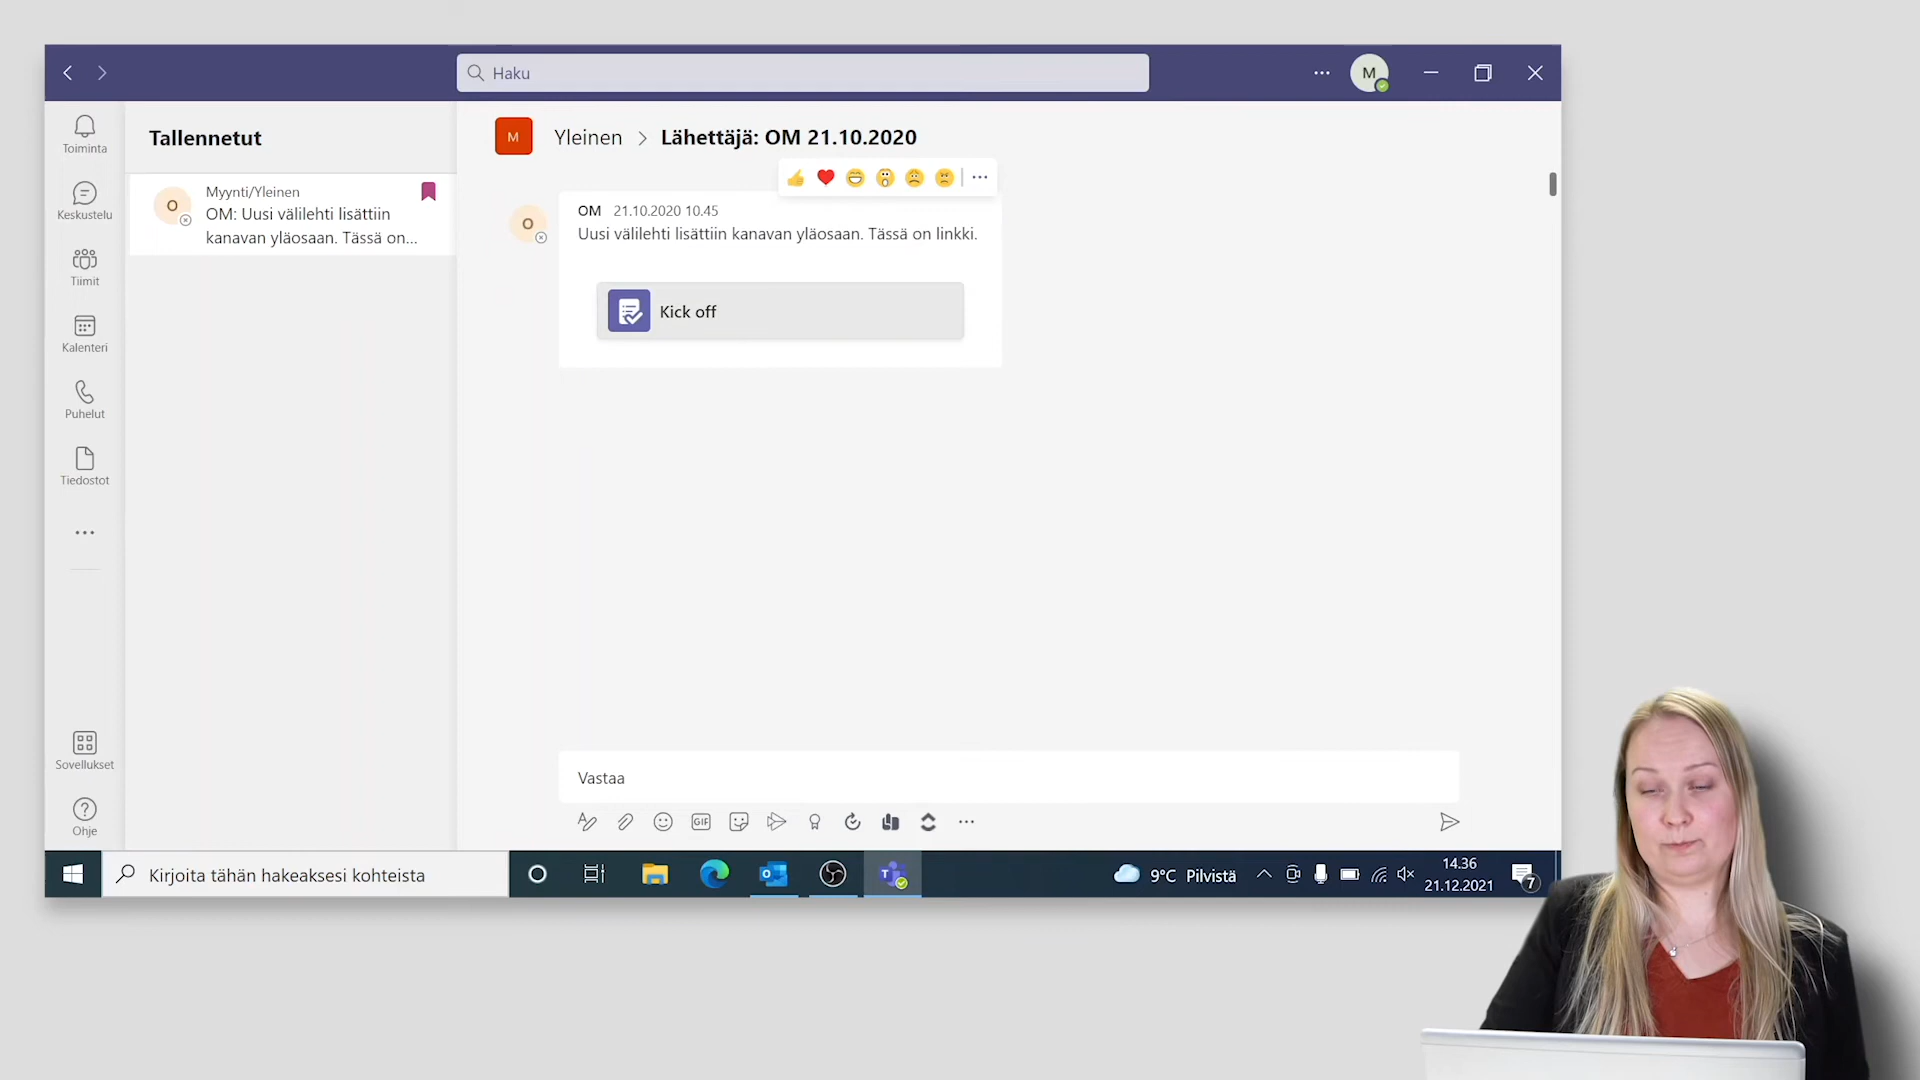 Haku
M
Toiminta
Keskustelu
Tiimit
Kalenteri
Puhelut
Tiedostot
Sovellukset
Ohje
Tallennetut
O
Myynti/Yleinen
OM: Uusi välilehti lisättiin
kanavan yläosaan. Tässä on...
M
Yleinen > Lähettäjä: OM 21.10.2020
O
OM 21.10.2020 10.45
Uusi välilehti lisättiin kanavan yläosaan. Tässä on linkki.
Kick off
Vastaa
GIF
Kirjoita tähän hakeaksesi kohteista
9°C Pilvistä
14.36
21.12.2021
7